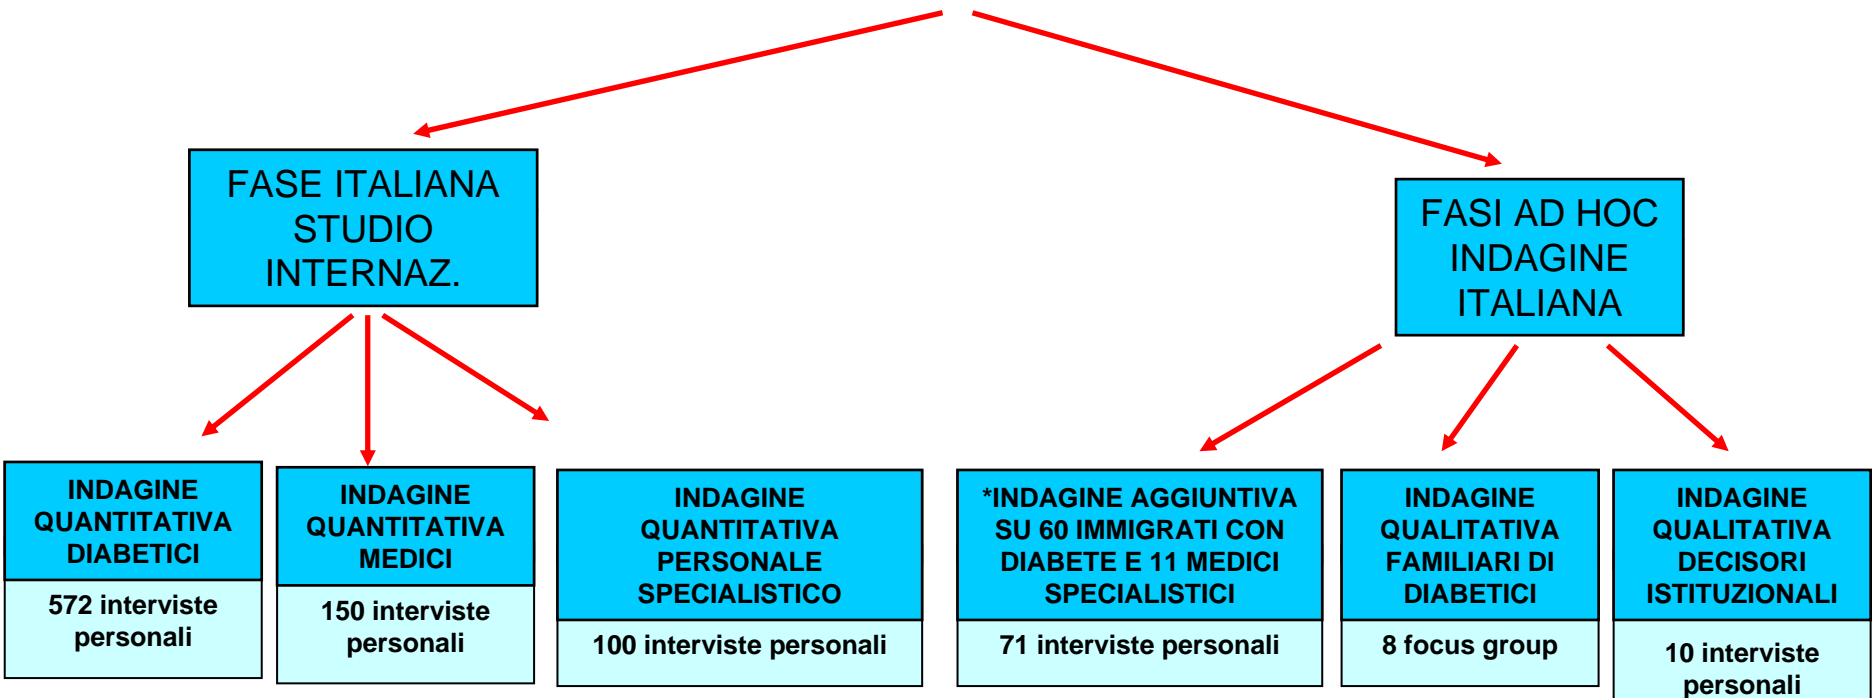 FASE ITALIANA
STUDIO
INTERNAZ.
FASI AD HOC
INDAGINE
ITALIANA
INDAGINE
QUANTITATIVA
DIABETICI
572 interviste
personali
INDAGINE
QUANTITATIVA
MEDICI
150 interviste
personali
INDAGINE
QUANTITATIVA
PERSONALE
SPECIALISTICO
100 interviste personali
*INDAGINE AGGIUNTIVA
SU 60 IMMIGRATI CON
DIABETE E 11 MEDICI
SPECIALISTICI
71 interviste personali
INDAGINE
QUALITATIVA
FAMILIARI DI
DIABETICI
8 focus group
INDAGINE
QUALITATIVA
DECISORI
ISTITUZIONALI
10 interviste
personali